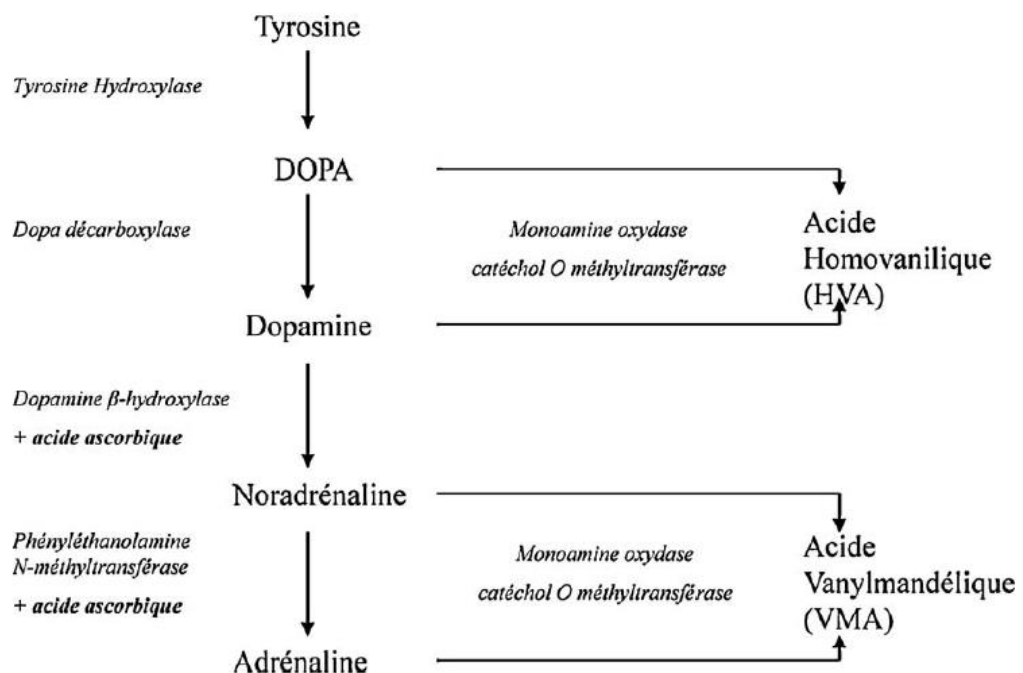 Tyrosine
Tyrosine Hydroxylase
DOPA
Dopa décarboxylase
Monoamine oxydase
catéchol O méthyltransférase
Acide
Homovanilique
(HVA)
Dopamine
Dopamine β-hydroxylase
+ acide ascorbique
Noradrénaline
Phényléthanolamine
N-méthyltransférase
+ acide ascorbique
Monoamine oxydase
catéchol O méthyltransférase
Acide
Vanylmandélique
(VMA)
Adrénaline